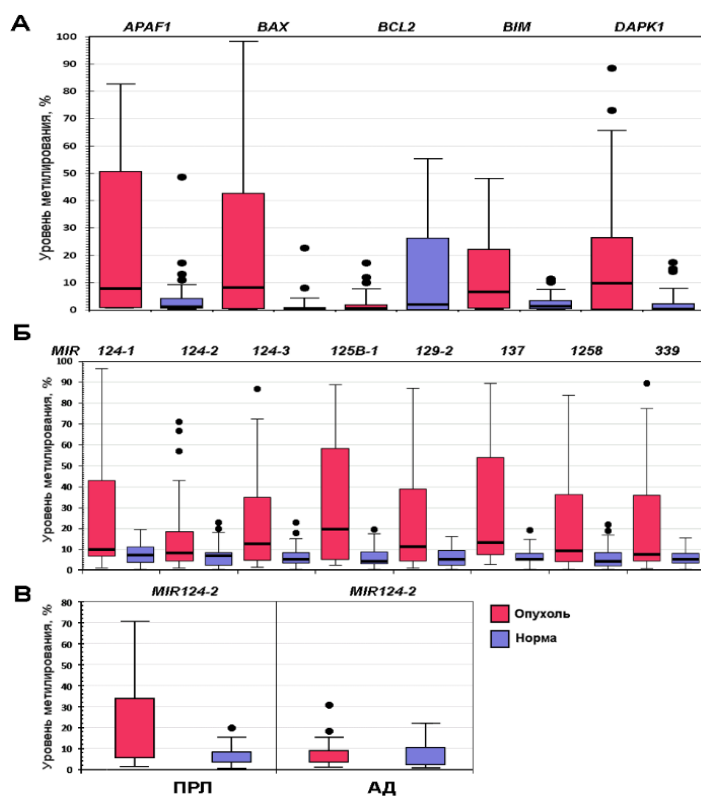 А
APAF1 BAX BCL2 BIM DAPK1
Уровень метилирования, %
100
90
80
70
60
50
40
30
20
10
0
Б
MIR 124-1 124-2 124-3 125B-1 129-2 137 1258 339
Уровень метилирования, %
100
90
80
70
60
50
40
30
20
10
0
В
MIR124-2 MIR124-2
Уровень метилирования, %
80
70
60
50
40
30
20
10
0
ПРЛ АД
Опухоль
Норма